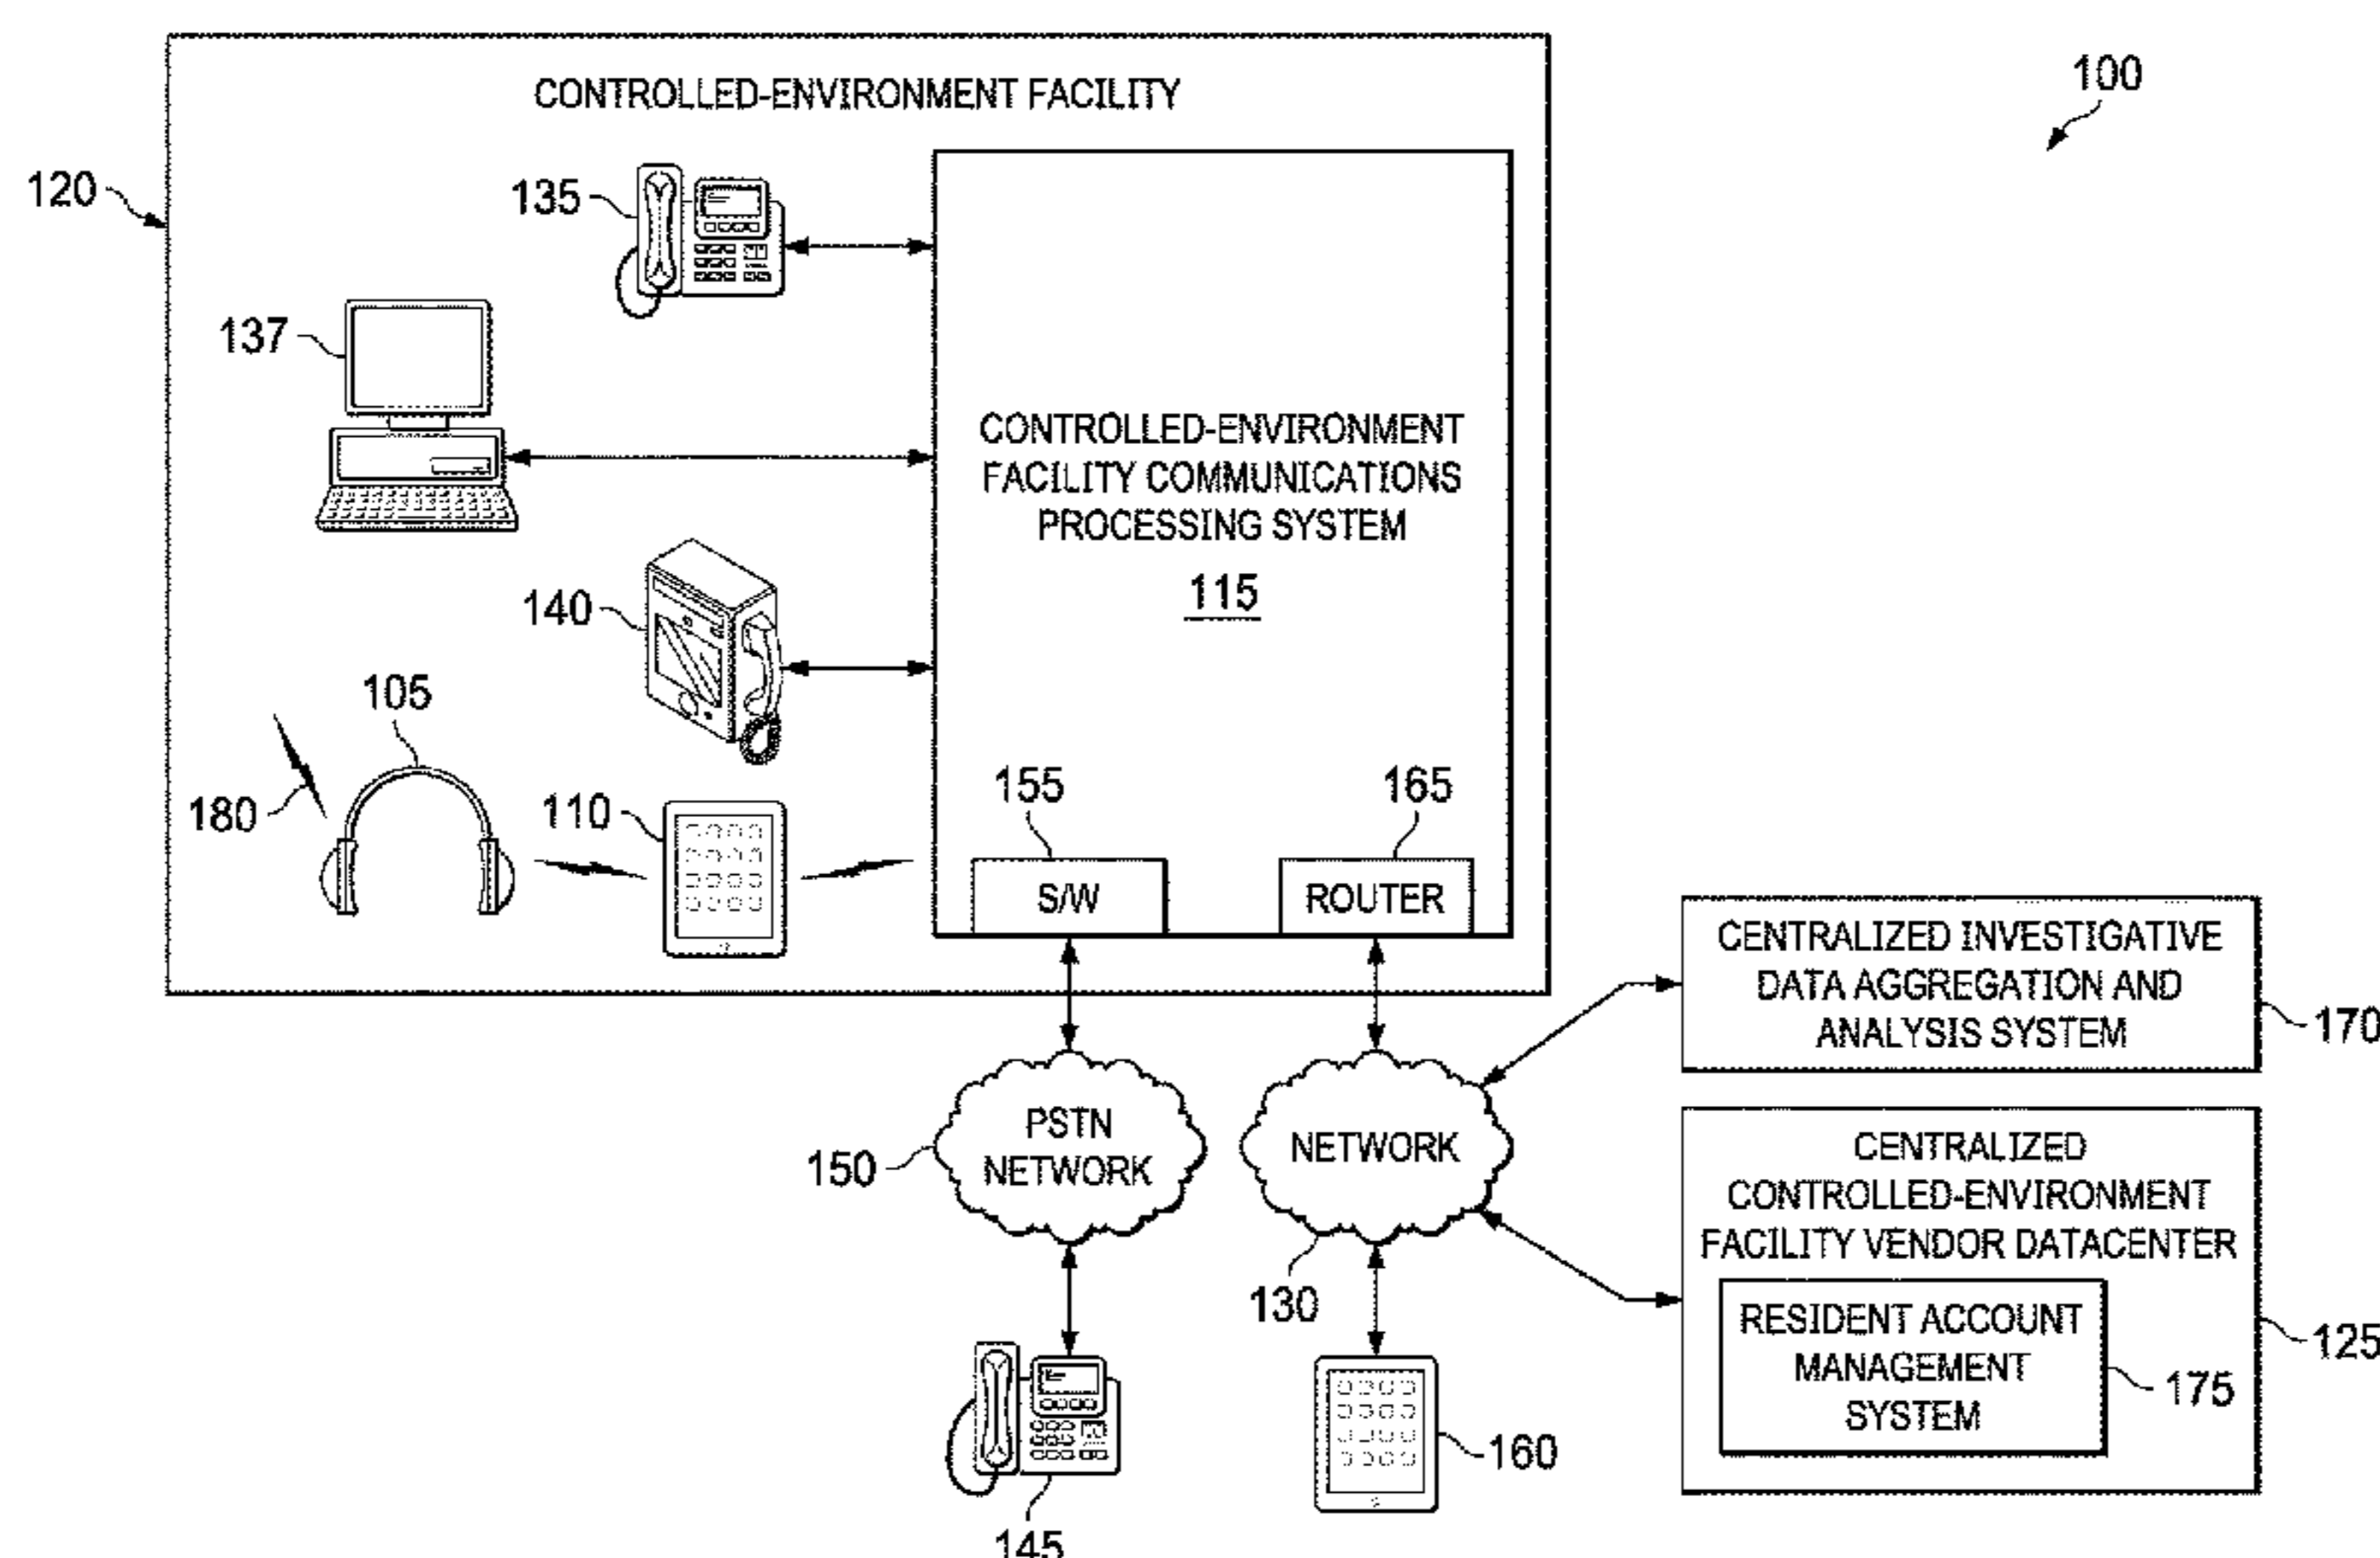 CONTROLLED-ENVIRONMENT FACILITY
100
120
135
137
CONTROLLED-ENVIRONMENT
FACILITY COMMUNICATIONS
PROCESSING SYSTEM
115
140
105
180
110
155
165
S/W
ROUTER
CENTRALIZED INVESTIGATIVE
DATA AGGREGATION AND
ANALYSIS SYSTEM
170
PSTN
NETWORK
150
NETWORK
130
CENTRALIZED
CONTROLLED-ENVIRONMENT
FACILITY VENDOR DATACENTER
125
RESIDENT ACCOUNT
MANAGEMENT
SYSTEM
175
145
160